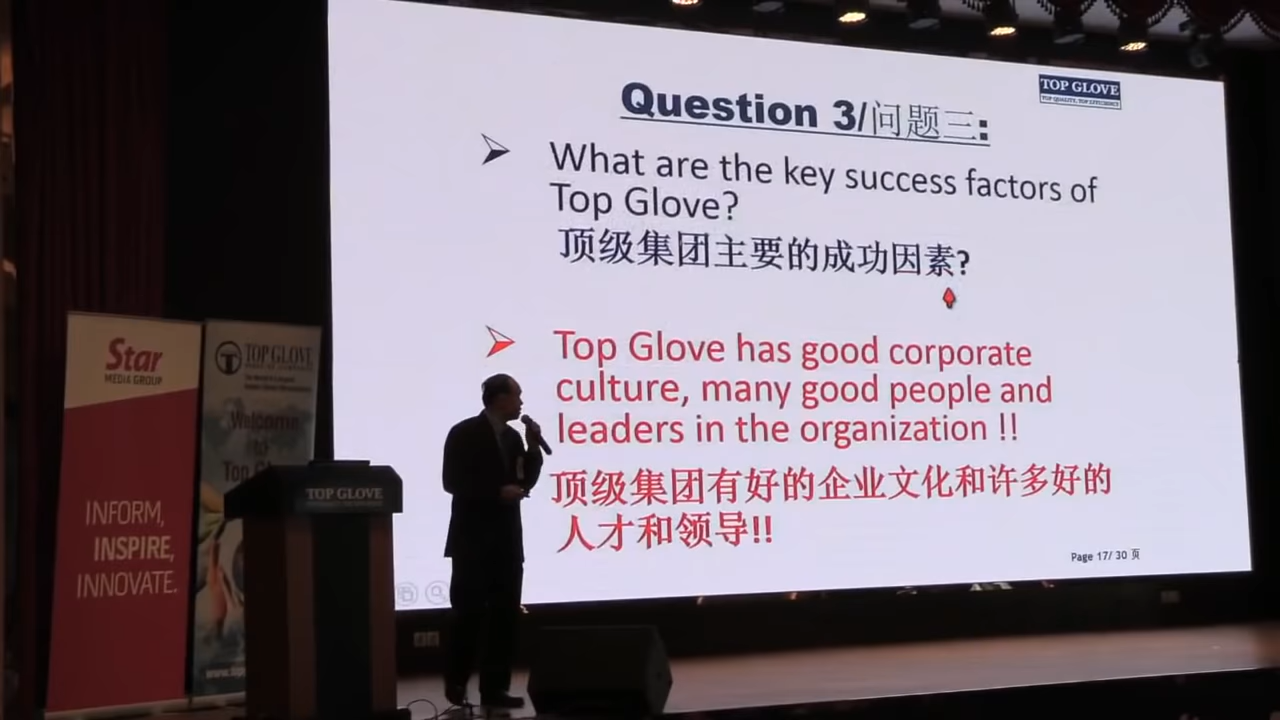 TOP GLOVE
TOP QUALITY, TOP EFFICIENCY
Question 3/问题三:
What are the key success factors of
Top Glove?
顶级集团主要的成功因素?
Top Glove has good corporate
culture, many good people and
leaders in the organization !!
顶级集团有好的企业文化和许多好的
人才和领导!!
Page 17/ 30 页
Star
MEDIA GROUP
INFORM,
INSPIRE,
INNOVATE.
TOP GLOVE
Welcome
to
Top
TOP GLOVE